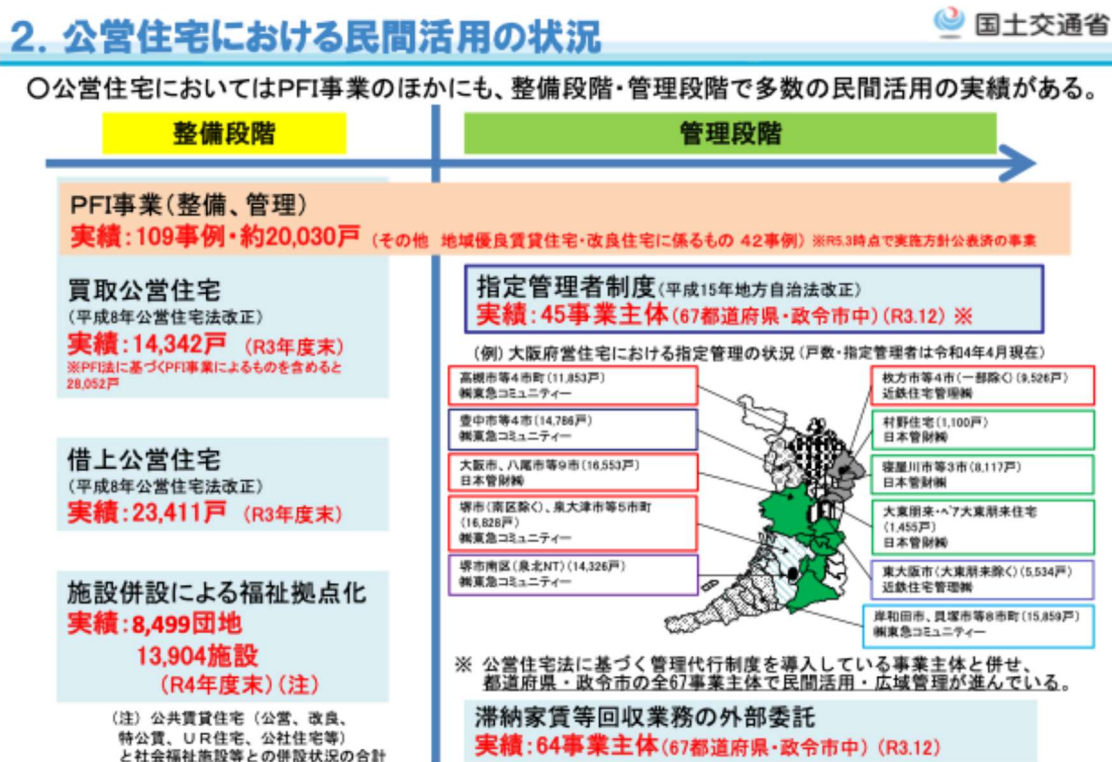 2．公営住宅における民間活用の状況
国土交通省
〇公営住宅においてはPFI事業のほかにも、整備段階・管理段階で多数の民間活用の実績がある。
整備段階
管理段階
PFI事業（整備、管理）
実績：109事例・約20,030戸（その他 地域優良賃貸住宅・改良住宅に係るもの 42事例）※R5.3時点で実施方針公表済の事業
買取公営住宅
（平成8年公営住宅法改正）
実績：14,342戸（R3年度末）
※PFI法に基づくPFI事業によるものを含めると
28,052戸
借上公営住宅
（平成8年公営住宅法改正）
実績：23,411戸（R3年度末）
施設併設による福祉拠点化
実績：8,499団地
13,904施設
（R4年度末）（注）
（注）公共賃貸住宅（公営、改良、
特公賃、ＵＲ住宅、公社住宅等）
と社会福祉施設等との併設状況の合計
指定管理者制度（平成15年地方自治法改正）
実績：45事業主体（67都道府県・政令市中）（R3.12）※
（例）大阪府営住宅における指定管理の状況（戸数・指定管理者は令和4年4月現在）
高槻市等4市町（11,853戸）
㈱東急コミュニティー
豊中市等4市（14,786戸）
㈱東急コミュニティー
大阪市、八尾市等9市（16,553戸）
日本管財㈱
堺市（南区除く）、泉大津市等5市町
（16,828戸）
㈱東急コミュニティー
堺市南区（泉北NT）（14,326戸）
㈱東急コミュニティー
枚方市等4市（一部除く）（9,526戸）
近鉄住宅管理㈱
村野住宅（1,100戸）
日本管財㈱
寝屋川市等3市（8,117戸）
日本管財㈱
大東朋来・ペア大東朋来住宅
（1,455戸）
日本管財㈱
東大阪市（大東朋来除く）（5,534戸）
近鉄住宅管理㈱
岸和田市、貝塚市等8市町（15,859戸）
㈱東急コミュニティー
※ 公営住宅法に基づく管理代行制度を導入している事業主体と併せ、
都道府県・政令市の全67事業主体で民間活用・広域管理が進んでいる。
滞納家賃等回収業務の外部委託
実績：64事業主体（67都道府県・政令市中）（R3.12）